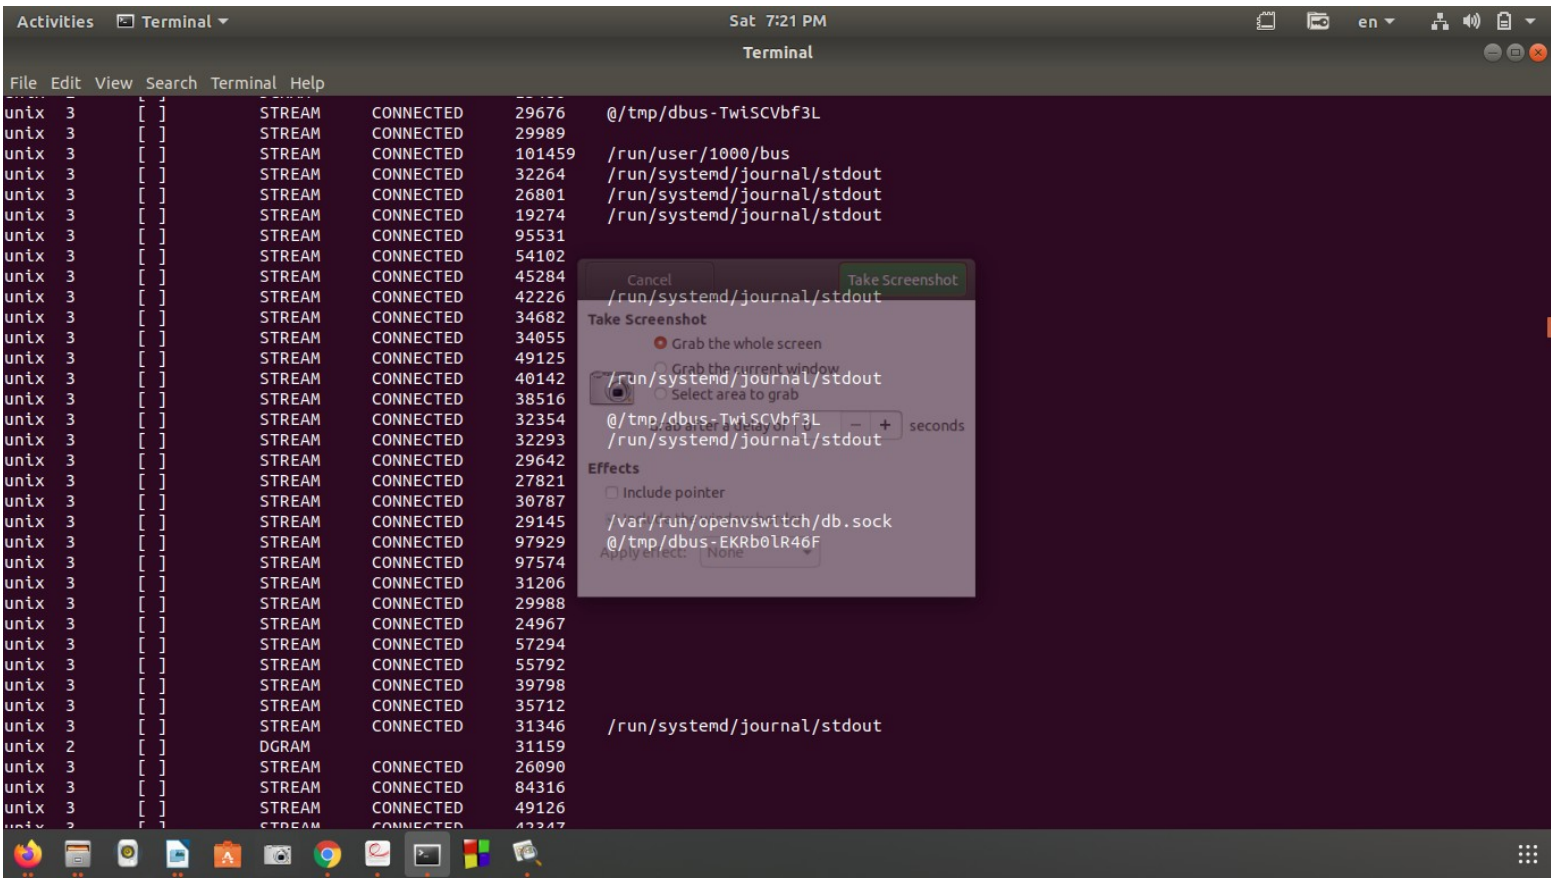 Activities Terminal Sat 7:21 PM en
Terminal
File Edit View Search Terminal Help
unix 3 [ ] STREAM CONNECTED 29676 @/tmp/dbus-TwiSCVbf3L
unix 3 [ ] STREAM CONNECTED 29989
unix 3 [ ] STREAM CONNECTED 101459 /run/user/1000/bus
unix 3 [ ] STREAM CONNECTED 32264 /run/systemd/journal/stdout
unix 3 [ ] STREAM CONNECTED 26801 /run/systemd/journal/stdout
unix 3 [ ] STREAM CONNECTED 19274 /run/systemd/journal/stdout
unix 3 [ ] STREAM CONNECTED 95531
unix 3 [ ] STREAM CONNECTED 54102
unix 3 [ ] STREAM CONNECTED 45284
unix 3 [ ] STREAM CONNECTED 42226 /run/systemd/journal/stdout
unix 3 [ ] STREAM CONNECTED 34682
unix 3 [ ] STREAM CONNECTED 34055
unix 3 [ ] STREAM CONNECTED 49125
unix 3 [ ] STREAM CONNECTED 40142 /run/systemd/journal/stdout
unix 3 [ ] STREAM CONNECTED 38516
unix 3 [ ] STREAM CONNECTED 32354 @/tmp/dbus-TwiSCVbf3L
unix 3 [ ] STREAM CONNECTED 32293 /run/systemd/journal/stdout
unix 3 [ ] STREAM CONNECTED 29642
unix 3 [ ] STREAM CONNECTED 27821
unix 3 [ ] STREAM CONNECTED 30787
unix 3 [ ] STREAM CONNECTED 29145 /var/run/openvswitch/db.sock
unix 3 [ ] STREAM CONNECTED 97929 @/tmp/dbus-EKRb0lR46F
unix 3 [ ] STREAM CONNECTED 97574
unix 3 [ ] STREAM CONNECTED 31206
unix 3 [ ] STREAM CONNECTED 29988
unix 3 [ ] STREAM CONNECTED 24967
unix 3 [ ] STREAM CONNECTED 57294
unix 3 [ ] STREAM CONNECTED 55792
unix 3 [ ] STREAM CONNECTED 39798
unix 3 [ ] STREAM CONNECTED 35712
unix 3 [ ] STREAM CONNECTED 31346 /run/systemd/journal/stdout
unix 2 [ ] DGRAM 31159
unix 3 [ ] STREAM CONNECTED 26090
unix 3 [ ] STREAM CONNECTED 84316
unix 3 [ ] STREAM CONNECTED 49126
unix 3 [ ] STREAM CONNECTED 42347
Cancel Take Screenshot
Take Screenshot
Grab the whole screen
Grab the current window
Select area to grab
Grab after a delay of 0 - + seconds
Effects
Include pointer
Apply effect: None